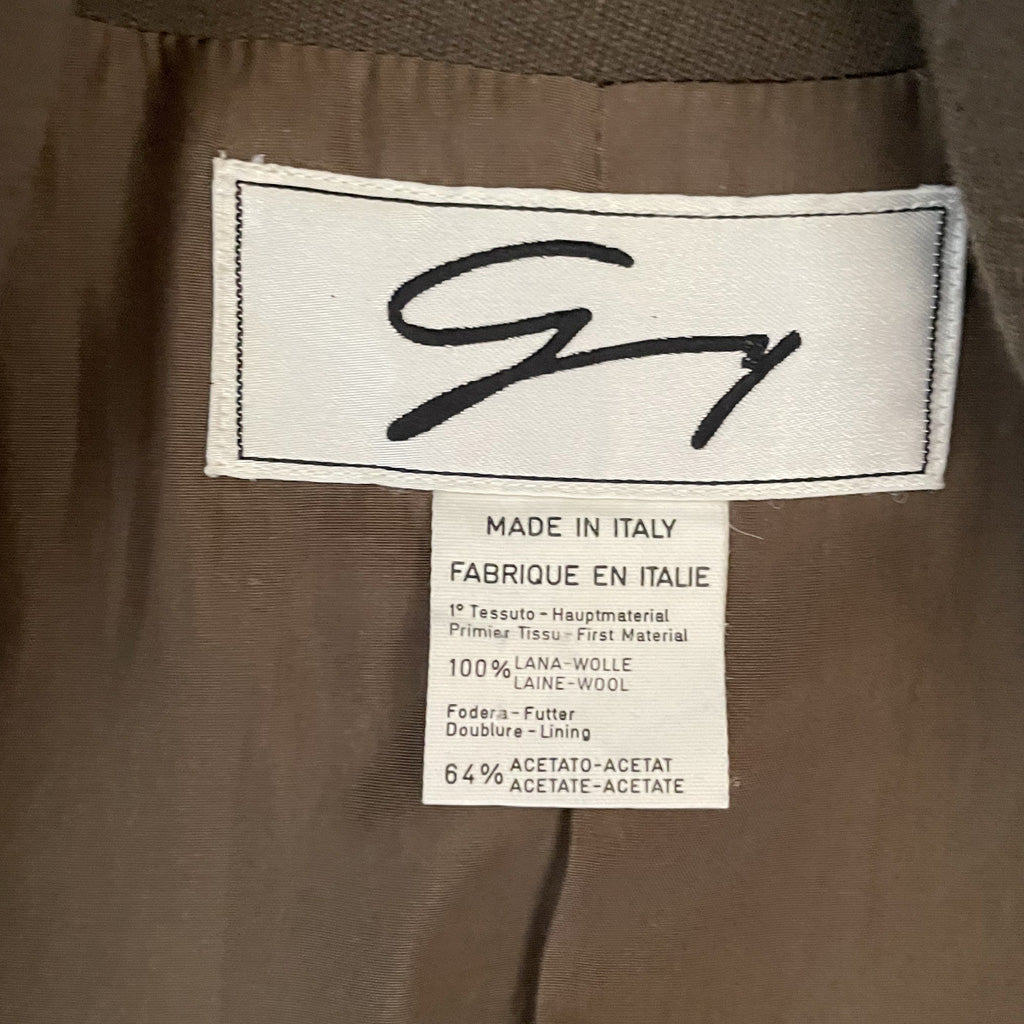 MADE IN ITALY
FABRIQUE EN ITALIE
1° Tessuto - Hauptmaterial
Primier Tissu - First Material
100% LANA-WOLLE
LAINE-WOOL
Fodera - Futter
Doublure - Lining
64% ACETATO-ACETAT
ACETATE-ACETATE